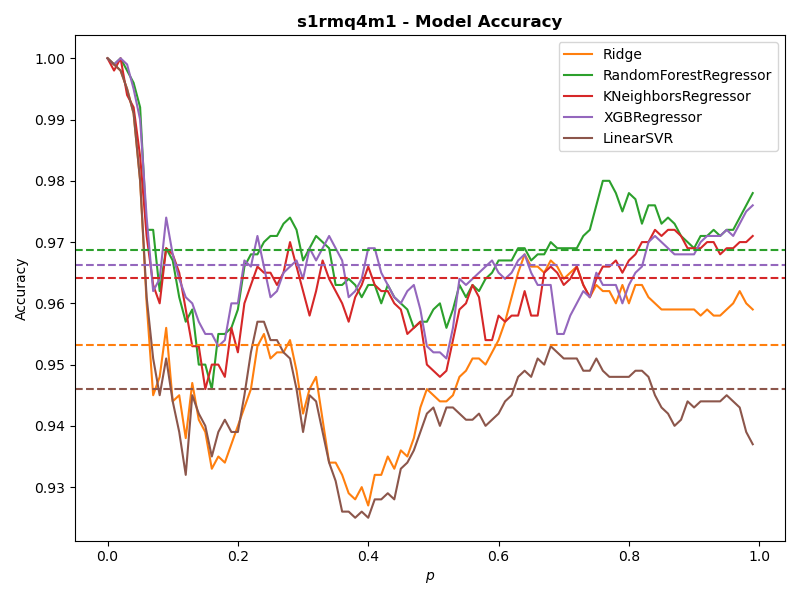 s1rmq4m1 - Model Accuracy
Ridge
RandomForestRegressor
KNeighborsRegressor
XGBRegressor
LinearSVR
Accuracy
1.00
0.99
0.98
0.97
0.96
0.95
0.94
0.93
0.0 0.2 0.4 0.6 0.8 1.0
p